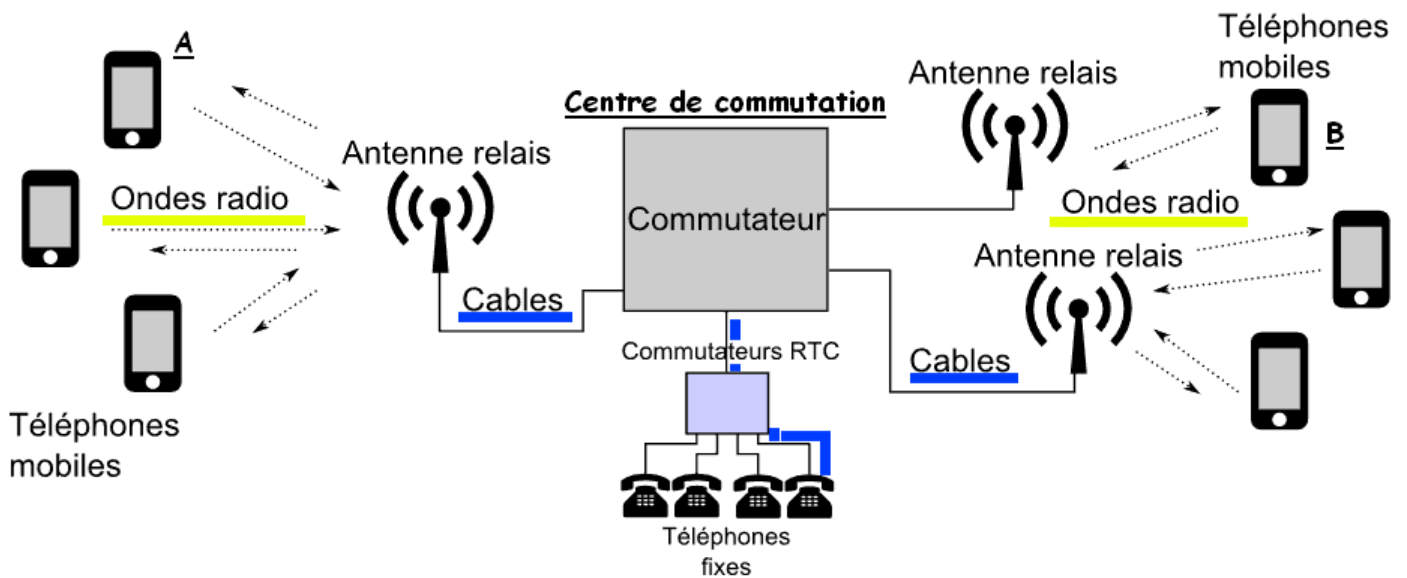 A
Téléphones
mobiles
Antenne relais
Centre de commutation
B
Antenne relais
Ondes radio
Commutateur
Ondes radio
Antenne relais
Cables
Commutateurs RTC
Cables
Téléphones
mobiles
Téléphones
fixes